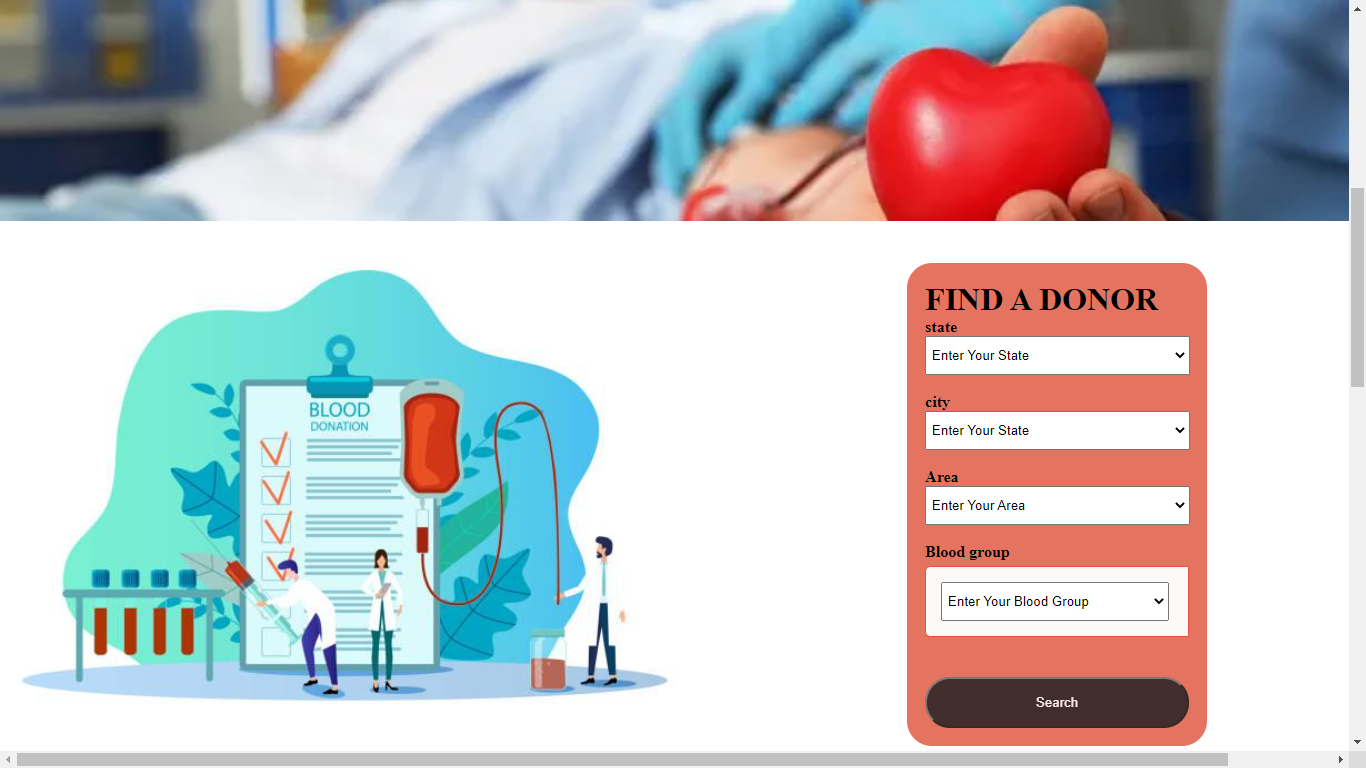 BLOOD
DONATION
FIND A DONOR
state
Enter Your State
city
Enter Your State
Area
Enter Your Area
Blood group
Enter Your Blood Group
Search